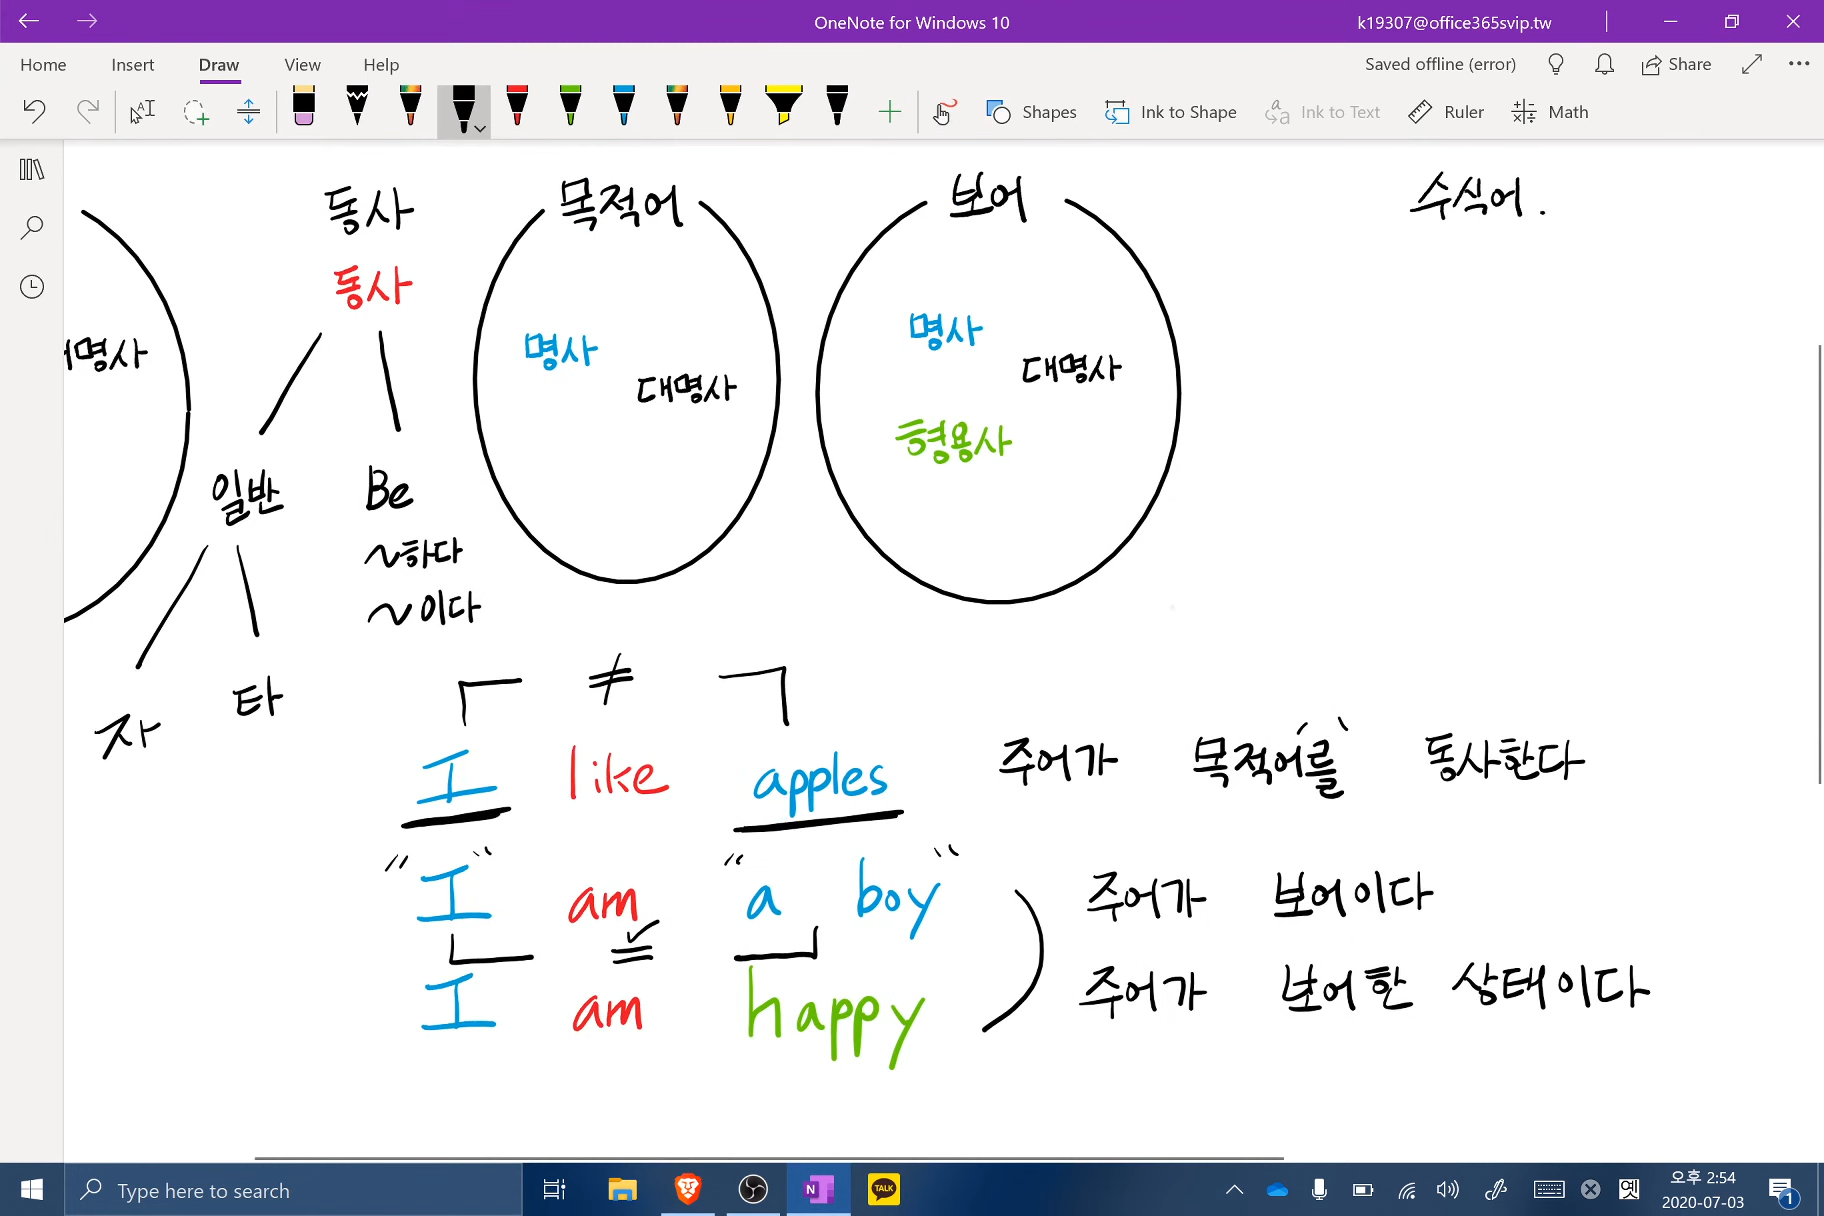 OneNote for Windows 10
k19307@office365svip.tw
Home Insert Draw View Help
Saved offline (error) Share
Shapes Ink to Shape Ink to Text Ruler Math
동사 목적어 보어 수식어.
동사
명사 대명사
명사 대명사
형용사
명사
일반 Be
~하다
~이다
자 타
≠
I like apples 주어가 목적어'를' 동사한다
"I" am "a boy" 주어가 보어이다
=
I am happy 주어가 보어한 상태이다
Type here to search
TALK
오후 2:54
2020-07-03
1